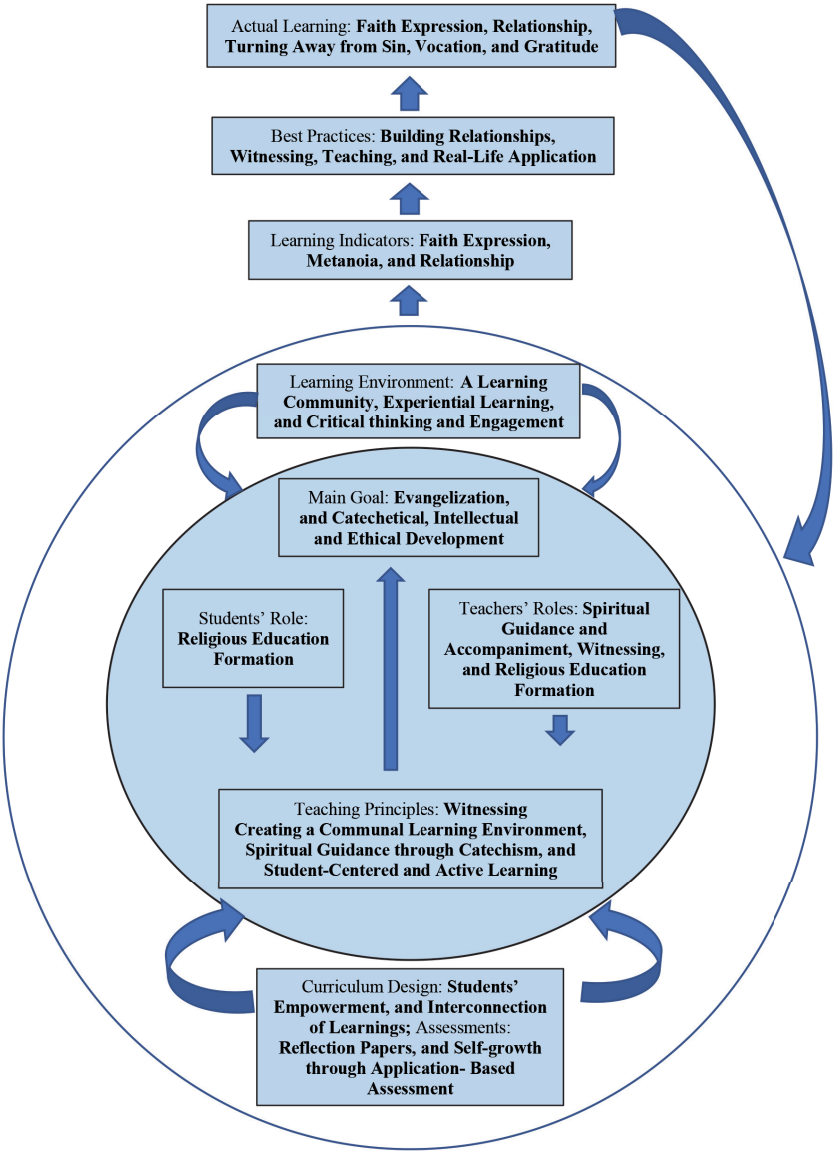 Actual Learning: Faith Expression, Relationship,
Turning Away from Sin, Vocation, and Gratitude
Best Practices: Building Relationships,
Witnessing, Teaching, and Real-Life Application
Learning Indicators: Faith Expression,
Metanoia, and Relationship
Learning Environment: A Learning
Community, Experiential Learning,
and Critical thinking and Engagement
Main Goal: Evangelization,
and Catechetical, Intellectual
and Ethical Development
Students’ Role:
Religious Education
Formation
Teachers’ Roles: Spiritual
Guidance and
Accompaniment, Witnessing,
and Religious Education
Formation
Teaching Principles: Witnessing
Creating a Communal Learning Environment,
Spiritual Guidance through Catechism, and
Student-Centered and Active Learning
Curriculum Design: Students’
Empowerment, and Interconnection
of Learnings; Assessments:
Reflection Papers, and Self-growth
through Application- Based
Assessment